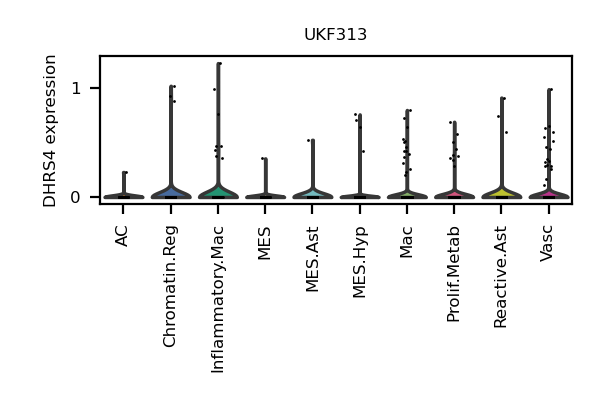 UKF313
DHRS4 expression
1
0
AC
Chromatin.Reg
Inflammatory.Mac
MES
MES.Ast
MES.Hyp
Mac
Prolif.Metab
Reactive.Ast
Vasc